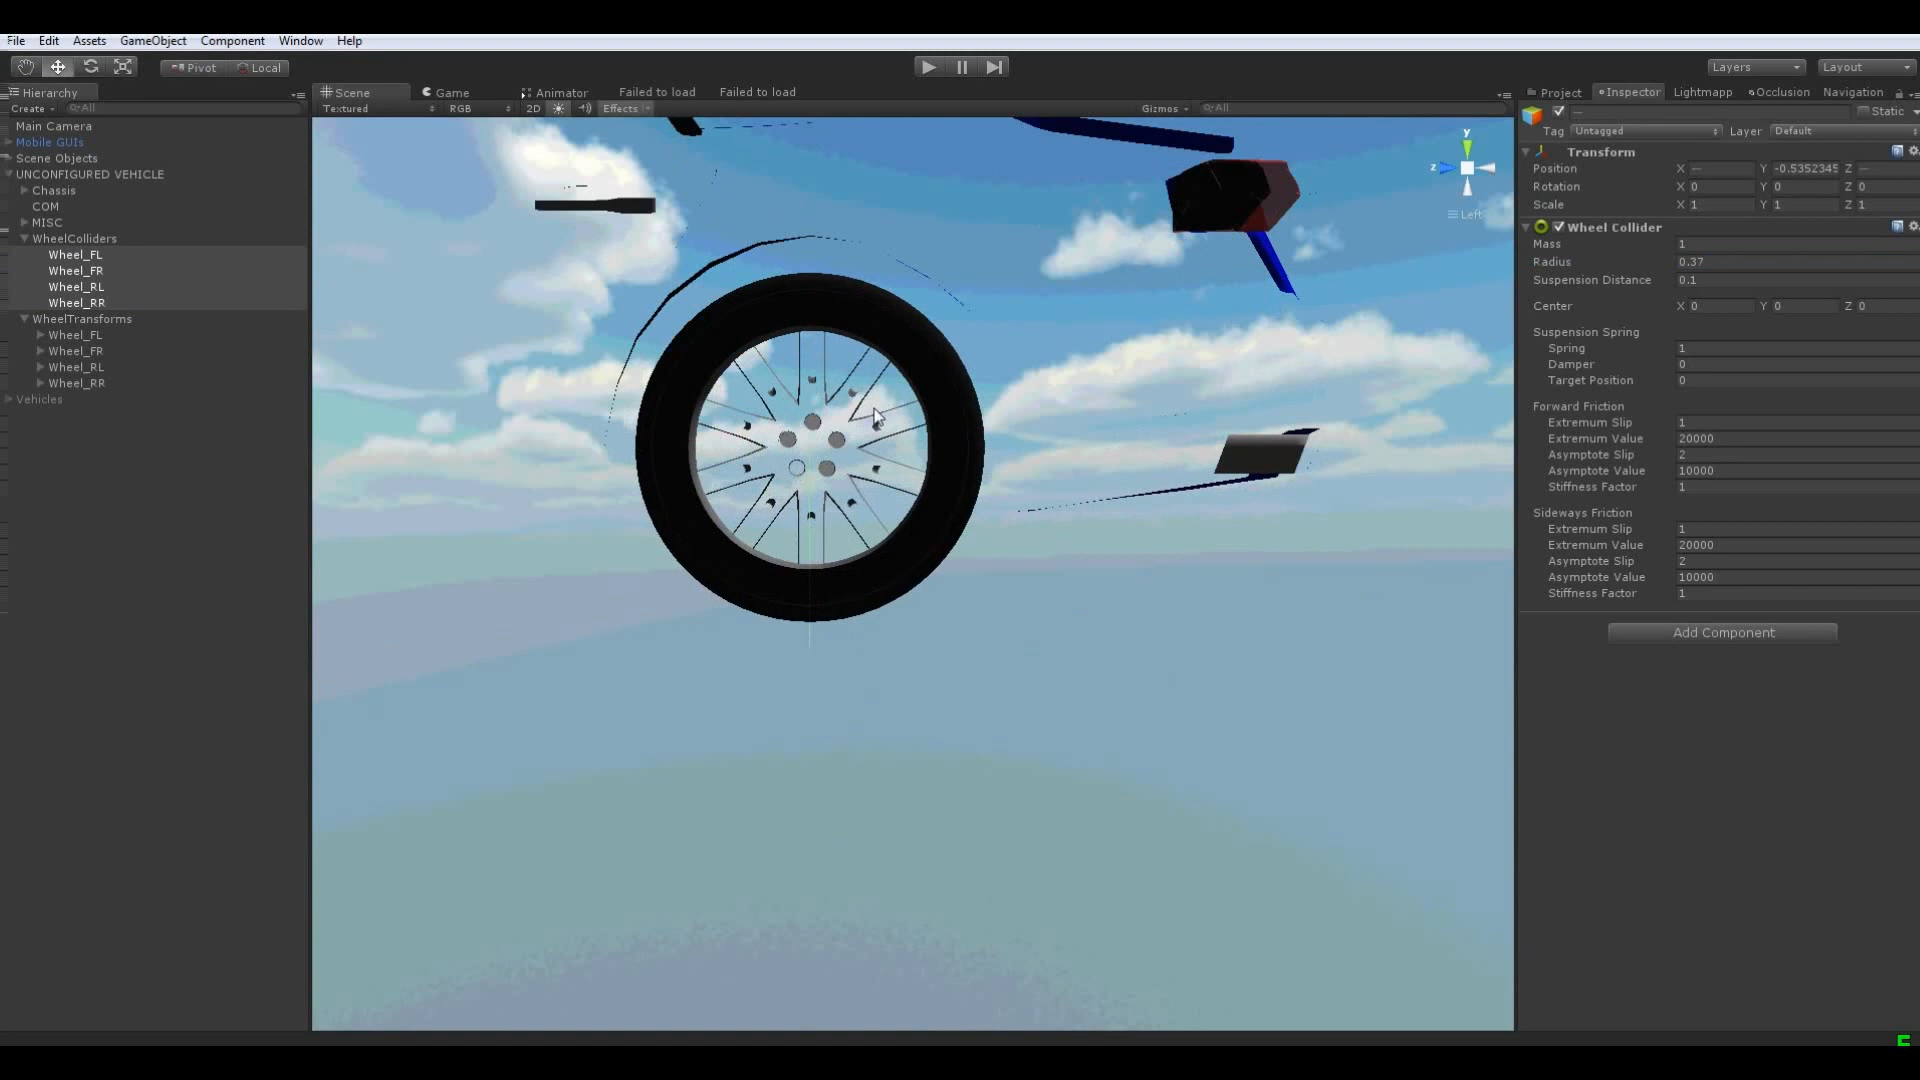 File Edit Assets GameObject Component Window Help
Pivot Local Layers Layout
Hierarchy Scene Game Animator Failed to load Failed to load Project Inspector Lightmapp Occlusion Navigation
Create All Textured RGB 2D Effects Gizmos All
Static
Main Camera
Mobile GUIs
Scene Objects
UNCONFIGURED VEHICLE
Chassis
COM
MISC
WheelColliders
Wheel_FL
Wheel_FR
Wheel_RL
Wheel_RR
WheelTransforms
Wheel_FL
Wheel_FR
Wheel_RL
Wheel_RR
Vehicles
y
z
Left
Tag Untagged Layer Default
Transform
Position X — Y -0.5352345 Z —
Rotation X 0 Y 0 Z 0
Scale X 1 Y 1 Z 1
Wheel Collider
Mass 1
Radius 0.37
Suspension Distance 0.1
Center X 0 Y 0 Z 0
Suspension Spring
Spring 1
Damper 0
Target Position 0
Forward Friction
Extremum Slip 1
Extremum Value 20000
Asymptote Slip 2
Asymptote Value 10000
Stiffness Factor 1
Sideways Friction
Extremum Slip 1
Extremum Value 20000
Asymptote Slip 2
Asymptote Value 10000
Stiffness Factor 1
Add Component